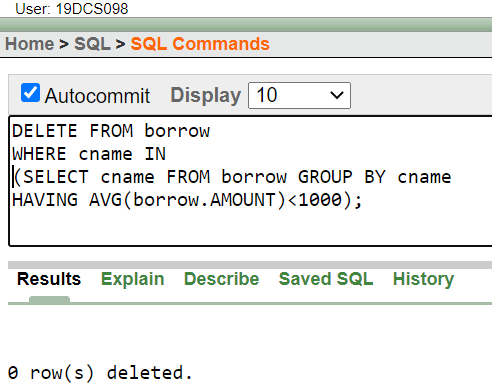 User: 19DCS098
Home > SQL > SQL Commands
Autocommit Display 10
DELETE FROM borrow
WHERE cname IN
(SELECT cname FROM borrow GROUP BY cname
HAVING AVG(borrow.AMOUNT)<1000);
Results Explain Describe Saved SQL History
0 row(s) deleted.